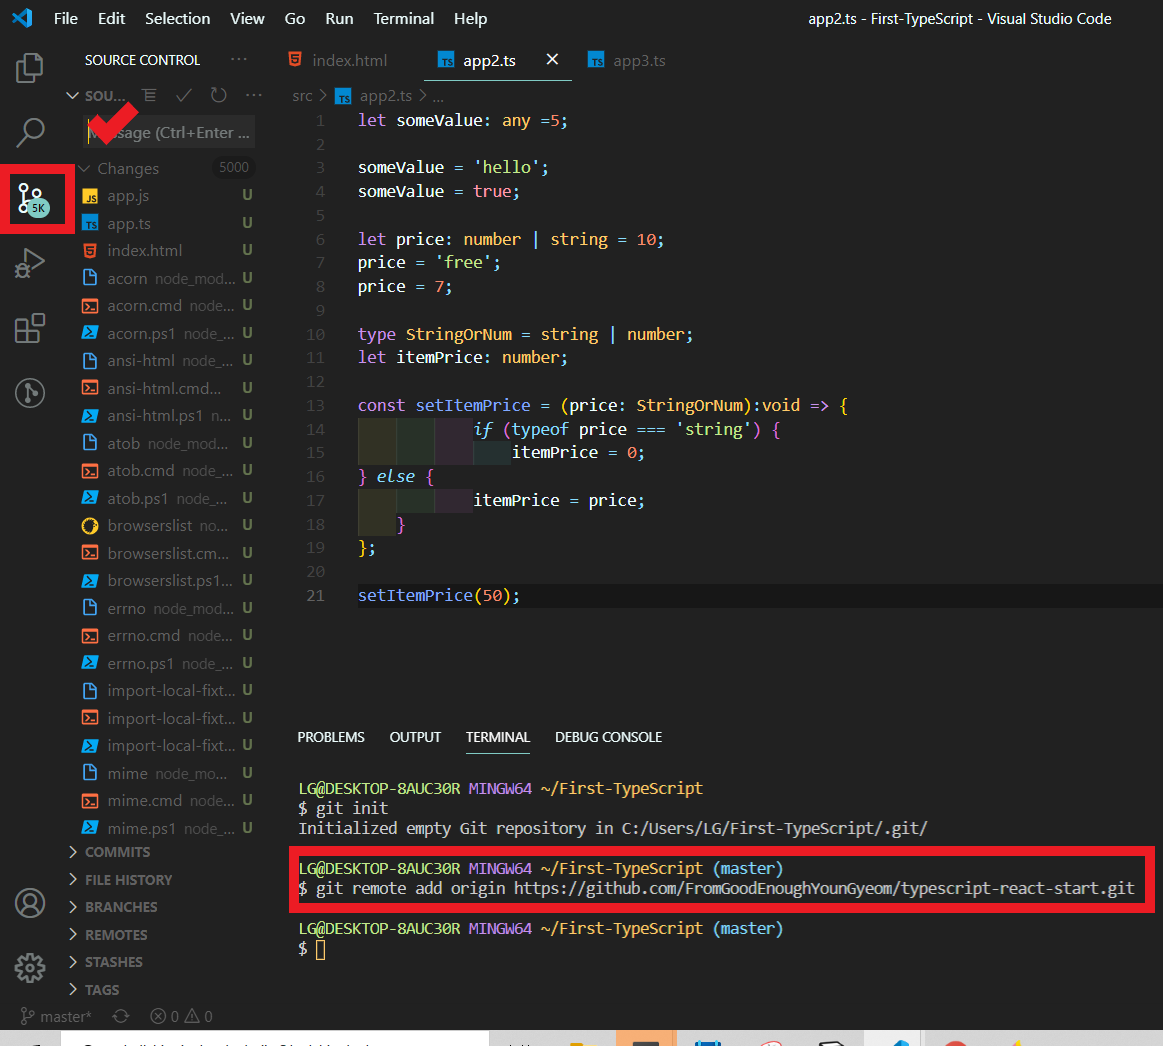 File Edit Selection View Go Run Terminal Help
app2.ts - First-TypeScript - Visual Studio Code
SOURCE CONTROL ...
index.html
TS app2.ts
TS app3.ts
SOU... ...
src > TS app2.ts > ...
(Ctrl+Enter ...
Changes 5000
5K
JS app.js U
TS app.ts U
index.html U
acorn node_mod... U
acorn.cmd node... U
acorn.ps1 node_... U
ansi-html node_... U
ansi-html.cmd... U
ansi-html.ps1 n... U
atob node_mod... U
atob.cmd node_... U
atob.ps1 node_... U
browserslist no... U
browserslist.cm... U
browserslist.ps1... U
errno node_mod... U
errno.cmd node... U
errno.ps1 node_... U
import-local-fixt... U
import-local-fixt... U
import-local-fixt... U
mime node_mo... U
mime.cmd node... U
mime.ps1 node_... U
COMMITS
FILE HISTORY
BRANCHES
REMOTES
STASHES
TAGS
1 let someValue: any =5;
2
3 someValue = 'hello';
4 someValue = true;
5
6 let price: number | string = 10;
7 price = 'free';
8 price = 7;
9
10 type StringOrNum = string | number;
11 let itemPrice: number;
12
13 const setItemPrice = (price: StringOrNum):void => {
14 if (typeof price === 'string') {
15 itemPrice = 0;
16 } else {
17 itemPrice = price;
18 }
19 };
20
21 setItemPrice(50);
PROBLEMS OUTPUT TERMINAL DEBUG CONSOLE
LG@DESKTOP-8AUC30R MINGW64 ~/First-TypeScript
$ git init
Initialized empty Git repository in C:/Users/LG/First-TypeScript/.git/
LG@DESKTOP-8AUC30R MINGW64 ~/First-TypeScript (master)
$ git remote add origin https://github.com/FromGoodEnoughYounGyeom/typescript-react-start.git
LG@DESKTOP-8AUC30R MINGW64 ~/First-TypeScript (master)
$
master* 0 0